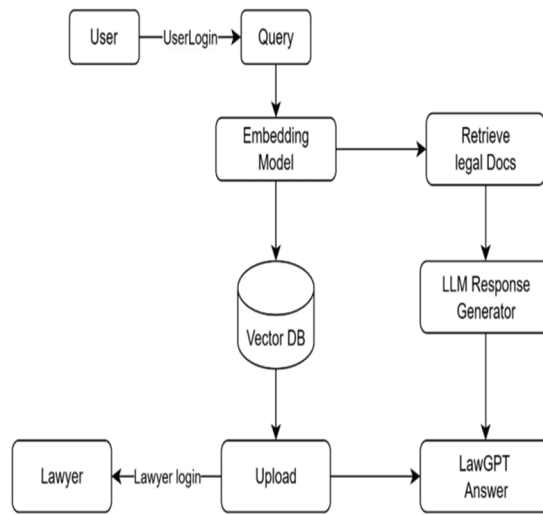 User
UserLogin
Query
Embedding
Model
Retrieve
legal Docs
LLM Response
Generator
Vector DB
Lawyer
Lawyer login
Upload
LawGPT
Answer